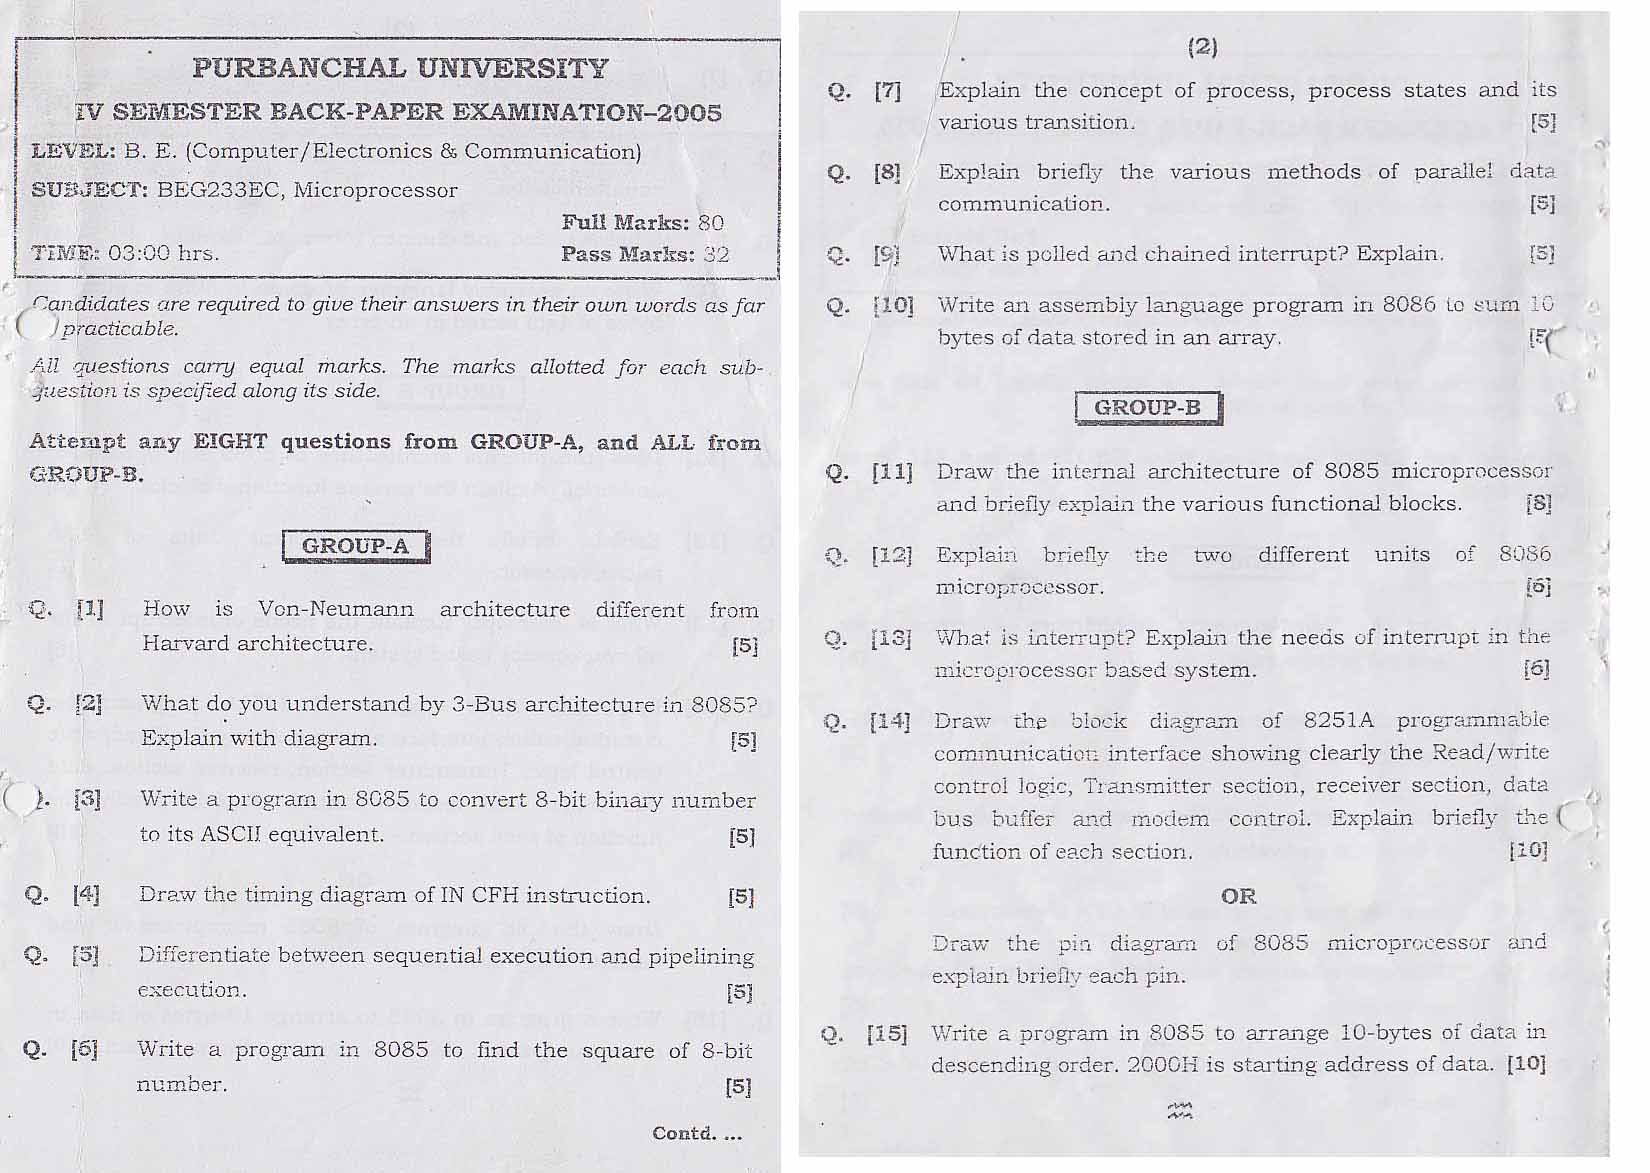 PURBANCHAL UNIVERSITY
IV SEMESTER BACK-PAPER EXAMINATION–2005
LEVEL: B. E. (Computer/Electronics & Communication)
SUBJECT: BEG233EC, Microprocessor
Full Marks: 80
TIME: 03:00 hrs.
Pass Marks: 32
Candidates are required to give their answers in their own words as far
practicable.
All questions carry equal marks. The marks allotted for each sub-
question is specified along its side.
Attempt any EIGHT questions from GROUP-A, and ALL from
GROUP-B.
GROUP-A
Q. [1] How is Von-Neumann architecture different from
Harvard architecture. [5]
Q. [2] What do you understand by 3-Bus architecture in 8085?
Explain with diagram. [5]
Q. [3] Write a program in 8085 to convert 8-bit binary number
to its ASCII equivalent. [5]
Q. [4] Draw the timing diagram of IN CFH instruction. [5]
Q. [5] Differentiate between sequential execution and pipelining
execution. [5]
Q. [6] Write a program in 8085 to find the square of 8-bit
number. [5]
Contd. ...
(2)
Q. [7] Explain the concept of process, process states and its
various transition. [5]
Q. [8] Explain briefly the various methods of parallel data
communication. [5]
Q. [9] What is polled and chained interrupt? Explain. [5]
Q. [10] Write an assembly language program in 8086 to sum 10
bytes of data stored in an array. [5
GROUP-B
Q. [11] Draw the internal architecture of 8085 microprocessor
and briefly explain the various functional blocks. [8]
Q. [12] Explain briefly the two different units of 8086
microprocessor. [6]
Q. [13] What is interrupt? Explain the needs of interrupt in the
microprocessor based system. [6]
Q. [14] Draw the block diagram of 8251A programmable
communication interface showing clearly the Read/write
control logic, Transmitter section, receiver section, data
bus buffer and modem control. Explain briefly the
function of each section. [10]
OR
Draw the pin diagram of 8085 microprocessor and
explain briefly each pin.
Q. [15] Write a program in 8085 to arrange 10-bytes of data in
descending order. 2000H is starting address of data. [10]